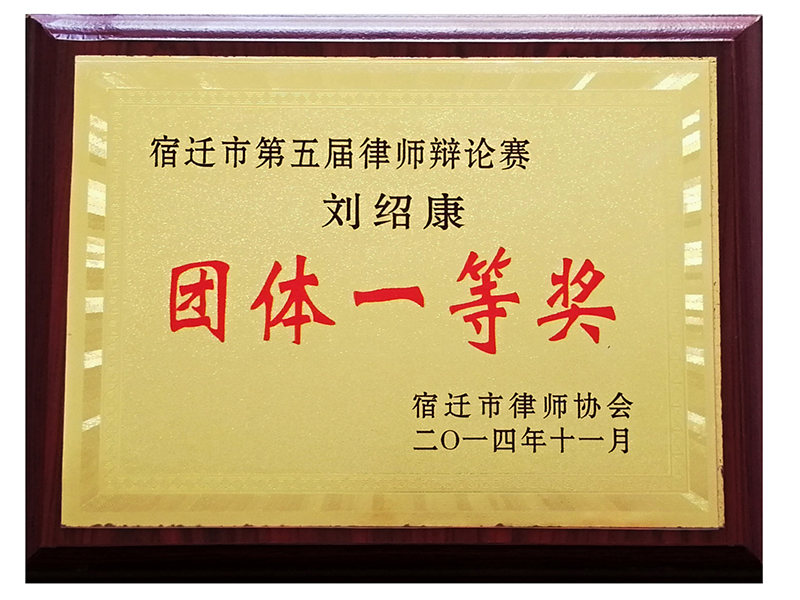 宿迁市第五届律师辩论赛
刘绍康
团体一等奖
宿迁市律师协会
二〇一四年十一月